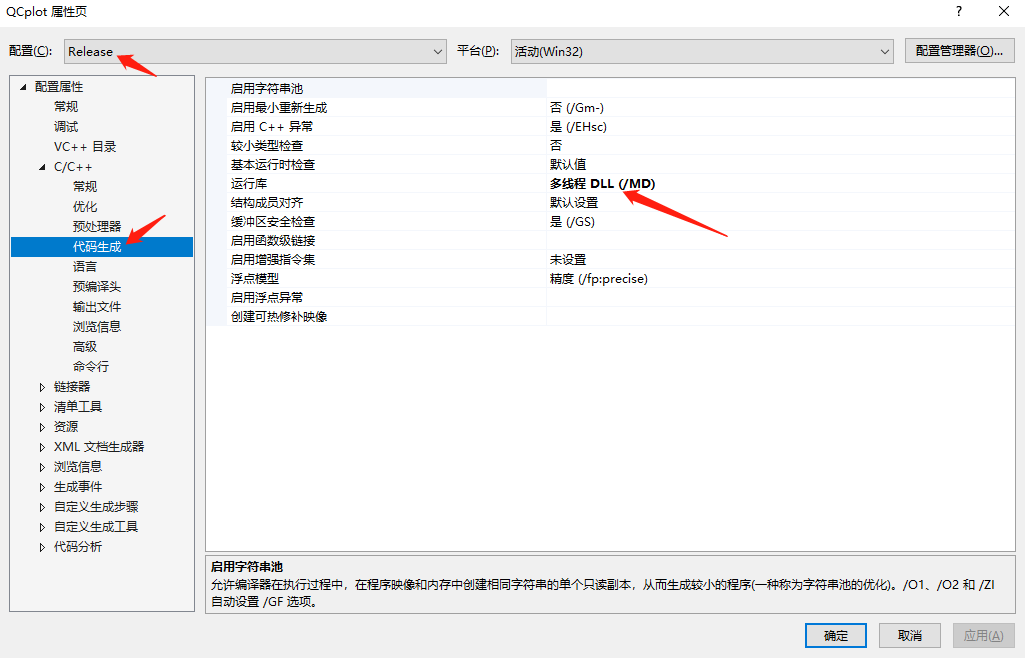 QCplot 属性页
?
配置(C): Release 平台(P): 活动(Win32) 配置管理器(O)...
配置属性
常规
调试
VC++ 目录
C/C++
常规
优化
预处理器
代码生成
语言
预编译头
输出文件
浏览信息
高级
命令行
链接器
清单工具
资源
XML 文档生成器
浏览信息
生成事件
自定义生成步骤
自定义生成工具
代码分析
启用字符串池
启用最小重新生成 否 (/Gm-)
启用 C++ 异常 是 (/EHsc)
较小类型检查 否
基本运行时检查 默认值
运行库 多线程 DLL (/MD)
结构成员对齐 默认设置
缓冲区安全检查 是 (/GS)
启用函数级链接
启用增强指令集 未设置
浮点模型 精度 (/fp:precise)
启用浮点异常
创建可热修补映像
启用字符串池
允许编译器在执行过程中，在程序映像和内存中创建相同字符串的单个只读副本，从而生成较小的程序(一种称为字符串池的优化)。/O1、/O2 和 /ZI
自动设置 /GF 选项。
确定 取消 应用(A)